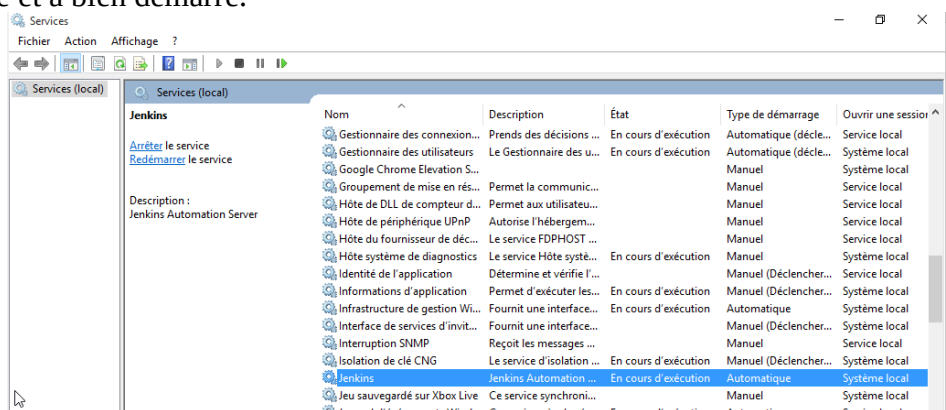 et a bien démarré.
Services
Fichier Action Affichage ?
Services (local)
Services (local)
Jenkins
Arrêter le service
Redémarrer le service
Description :
Jenkins Automation Server
Nom Description État Type de démarrage Ouvrir une session
Gestionnaire des connexion... Prends des décisions ... En cours d'exécution Automatique (décle... Service local
Gestionnaire des utilisateurs Le Gestionnaire des u... En cours d'exécution Automatique (décle... Système local
Google Chrome Elevation S... Manuel Système local
Groupement de mise en rés... Permet la communic... Manuel Service local
Hôte de DLL de compteur d... Permet aux utilisateu... Manuel Service local
Hôte de périphérique UPnP Autorise l'hébergem... Manuel Service local
Hôte du fournisseur de déc... Le service FDPHOST ... Manuel Service local
Hôte système de diagnostics Le service Hôte systè... En cours d'exécution Manuel Système local
Identité de l'application Détermine et vérifie l'... Manuel (Déclencher... Service local
Informations d'application Permet d'exécuter les... En cours d'exécution Manuel (Déclencher... Système local
Infrastructure de gestion Wi... Fournit une interface... En cours d'exécution Automatique Système local
Interface de services d'invit... Fournit une interface... Manuel (Déclencher... Système local
Interruption SNMP Reçoit les messages ... Manuel Service local
Isolation de clé CNG Le service d'isolation ... En cours d'exécution Manuel (Déclencher... Système local
Jenkins Jenkins Automation ... En cours d'exécution Automatique Système local
Jeu sauvegardé sur Xbox Live Ce service synchroni... Manuel Système local